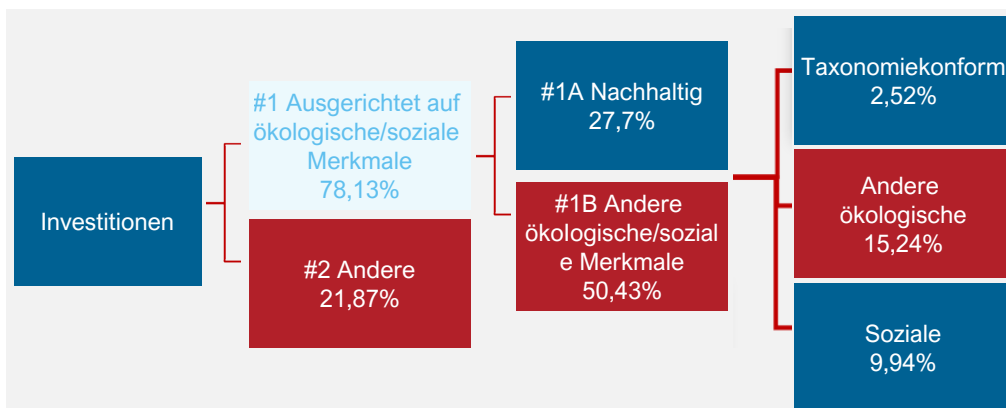 Investitionen
#1 Ausgerichtet auf
ökologische/soziale
Merkmale
78,13%
#2 Andere
21,87%
#1A Nachhaltig
27,7%
#1B Andere
ökologische/sozial
e Merkmale
50,43%
Taxonomiekonform
2,52%
Andere
ökologische
15,24%
Soziale
9,94%